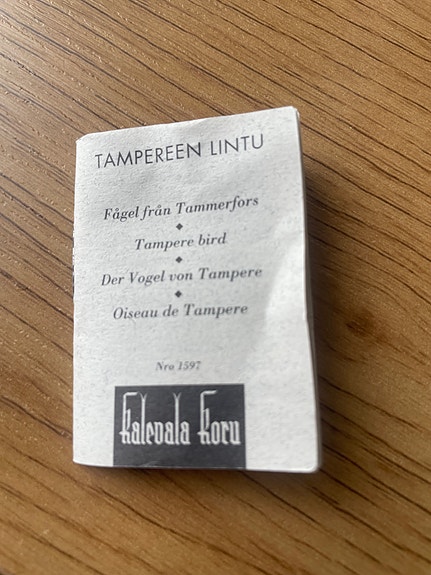 TAMPEREEN LINTU
Fågel från Tammerfors
◆
Tampere bird
◆
Der Vogel von Tampere
◆
Oiseau de Tampere
Nro 1597
kalevala koru